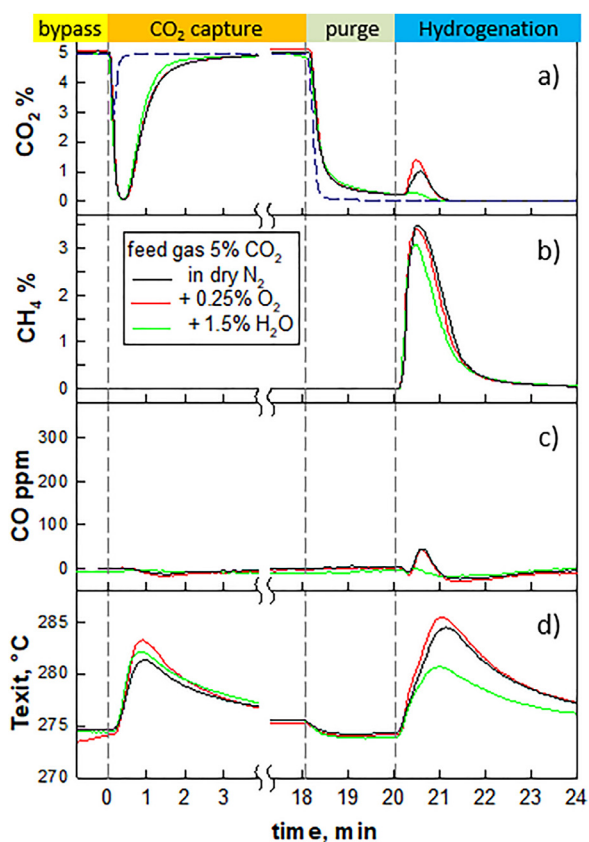 bypass CO₂ capture purge Hydrogenation
a)
CO₂ %
5
4
3
2
1
0
b)
CH₄ %
3
2
1
0
feed gas 5% CO₂
in dry N₂
+ 0.25% O₂
+ 1.5% H₂O
c)
CO ppm
300
200
100
0
d)
Texit, °C
285
280
275
270
0 1 2 3 18 19 20 21 22 23 24
time, min